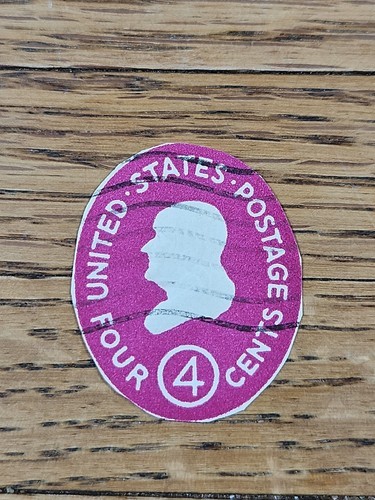 UNITED · STATES · POSTAGE
FOUR 4 CENTS